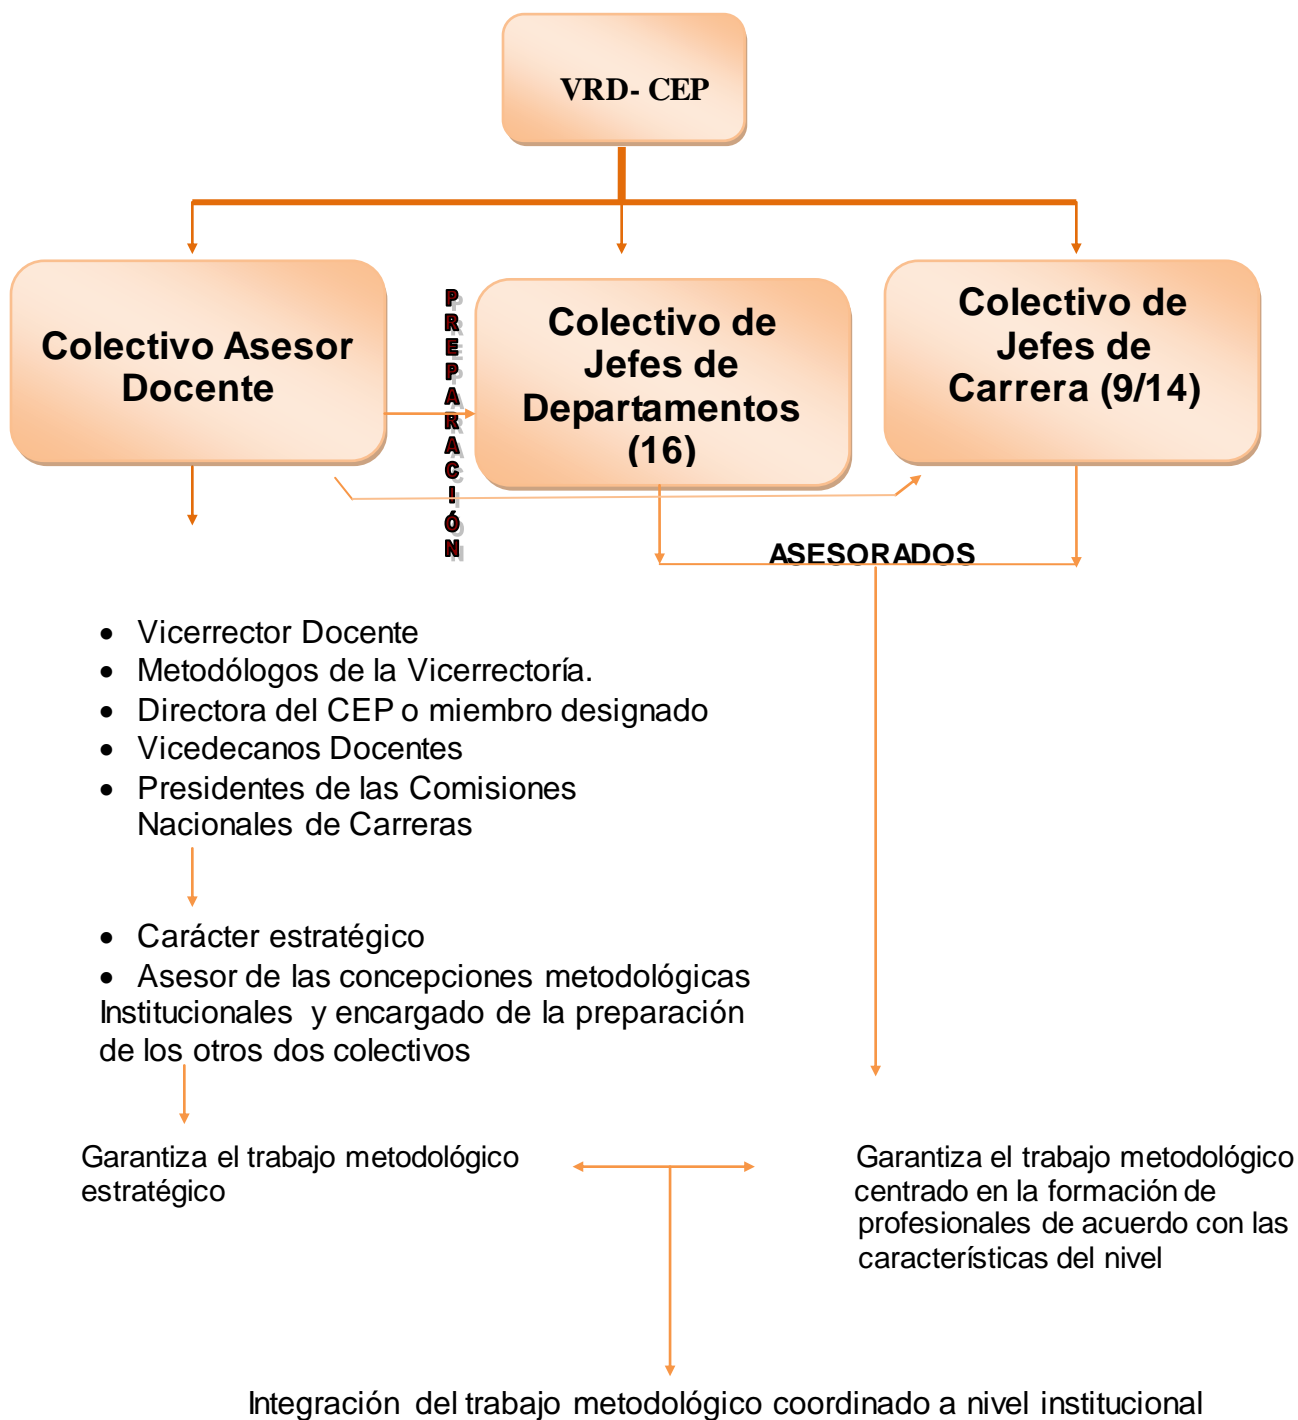 VRD- CEP
Colectivo Asesor
Docente
PREPARACIÓN
Colectivo de
Jefes de
Departamentos
(16)
Colectivo de
Jefes de
Carrera (9/14)
ASESORADOS
• Vicerrector Docente
• Metodólogos de la Vicerrectoría.
• Directora del CEP o miembro designado
• Vicedecanos Docentes
• Presidentes de las Comisiones
Nacionales de Carreras
• Carácter estratégico
• Asesor de las concepciones metodológicas
Institucionales y encargado de la preparación
de los otros dos colectivos
Garantiza el trabajo metodológico
estratégico
Garantiza el trabajo metodológico
centrado en la formación de
profesionales de acuerdo con las
características del nivel
Integración del trabajo metodológico coordinado a nivel institucional